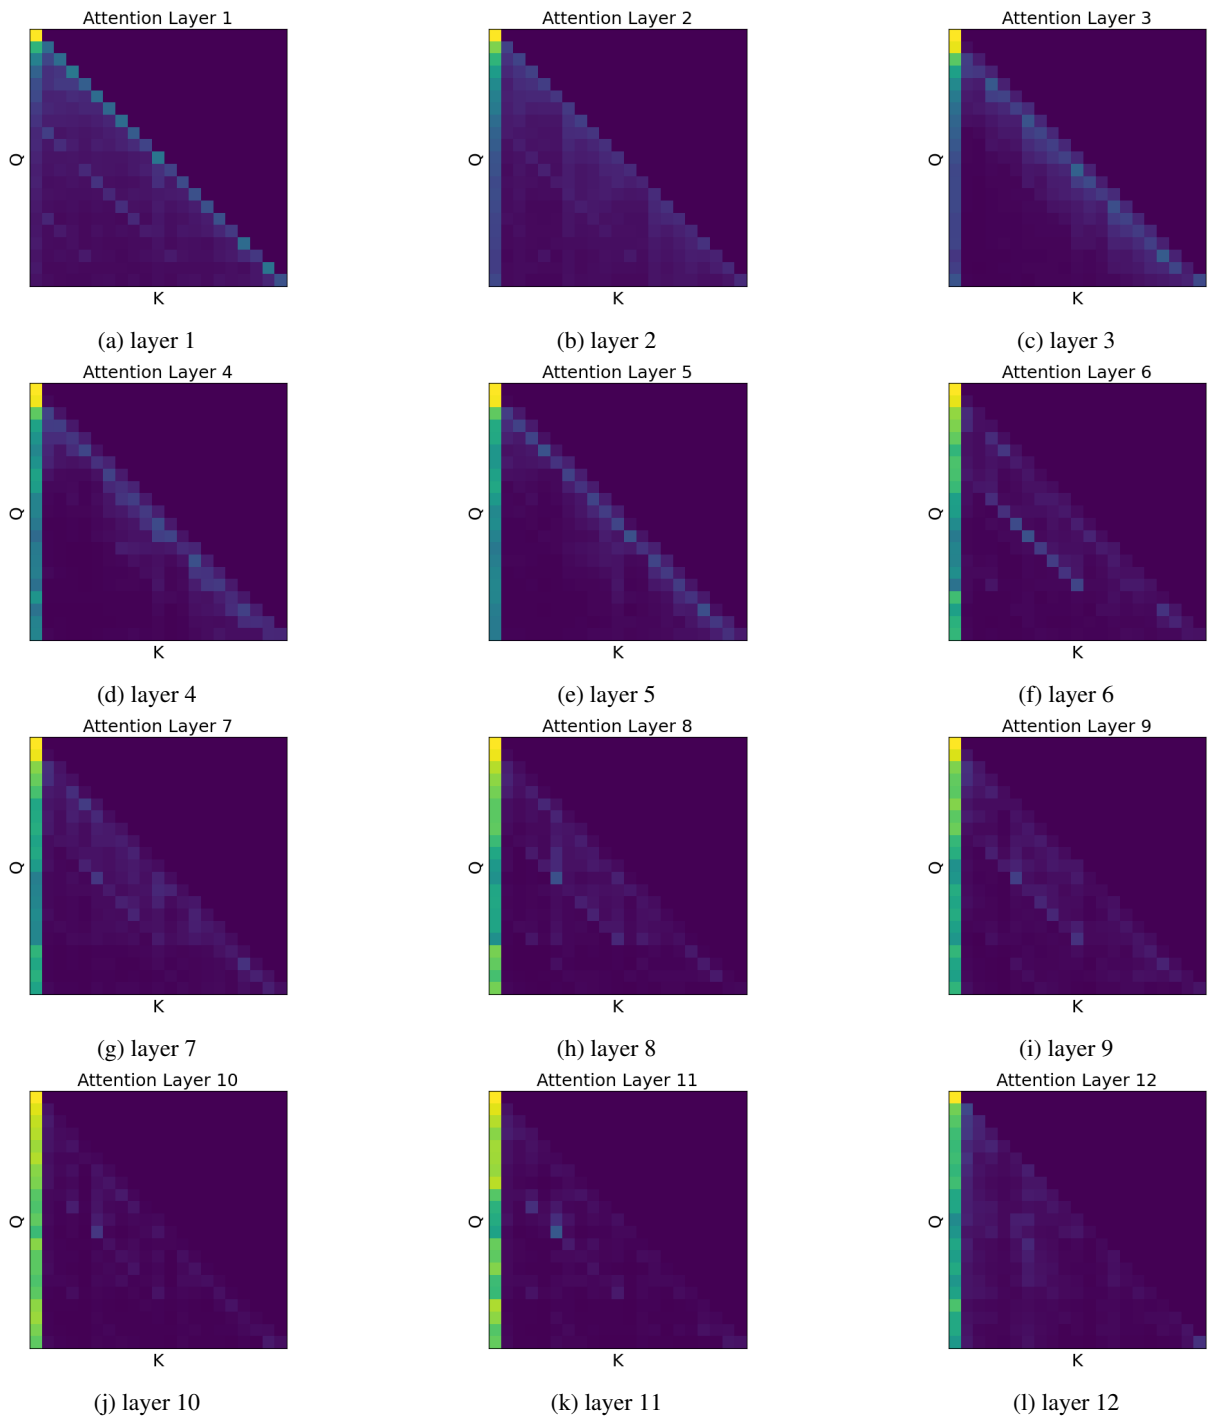 Attention Layer 1
Attention Layer 2
Attention Layer 3
Q
Q
Q
K
K
K
(a) layer 1
(b) layer 2
(c) layer 3
Attention Layer 4
Attention Layer 5
Attention Layer 6
Q
Q
Q
K
K
K
(d) layer 4
(e) layer 5
(f) layer 6
Attention Layer 7
Attention Layer 8
Attention Layer 9
Q
Q
Q
K
K
K
(g) layer 7
(h) layer 8
(i) layer 9
Attention Layer 10
Attention Layer 11
Attention Layer 12
Q
Q
Q
K
K
K
(j) layer 10
(k) layer 11
(l) layer 12